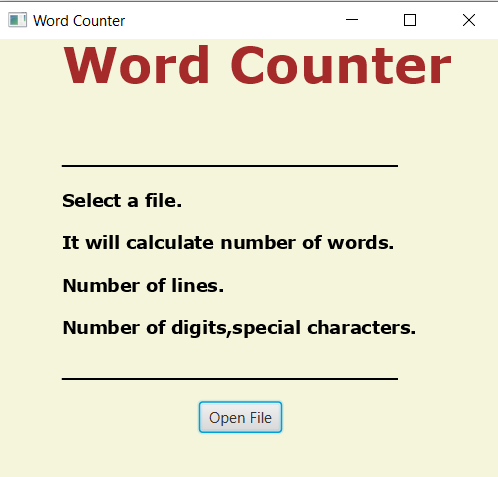 Word Counter
Word Counter
Select a file.
It will calculate number of words.
Number of lines.
Number of digits,special characters.
Open File